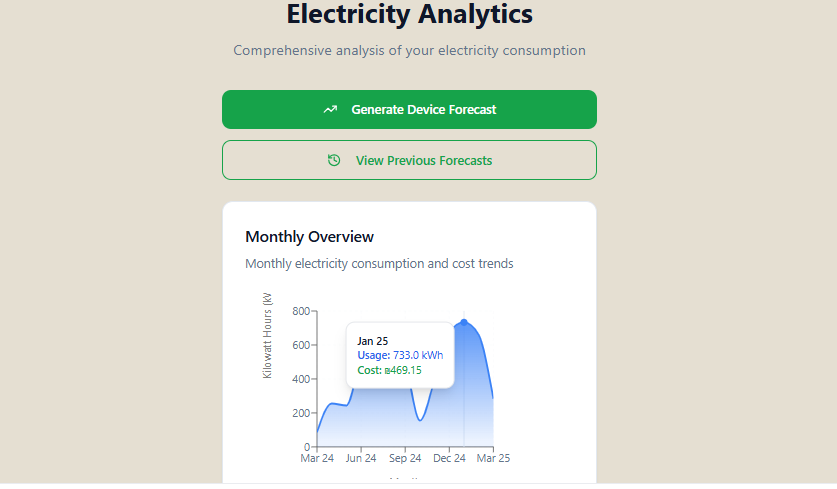 Electricity Analytics
Comprehensive analysis of your electricity consumption
Generate Device Forecast
View Previous Forecasts
Monthly Overview
Monthly electricity consumption and cost trends
Kilowatt Hours (kW
800
600
400
200
0
Jan 25
Usage: 733.0 kWh
Cost: ₪469.15
Mar 24 Jun 24 Sep 24 Dec 24 Mar 25